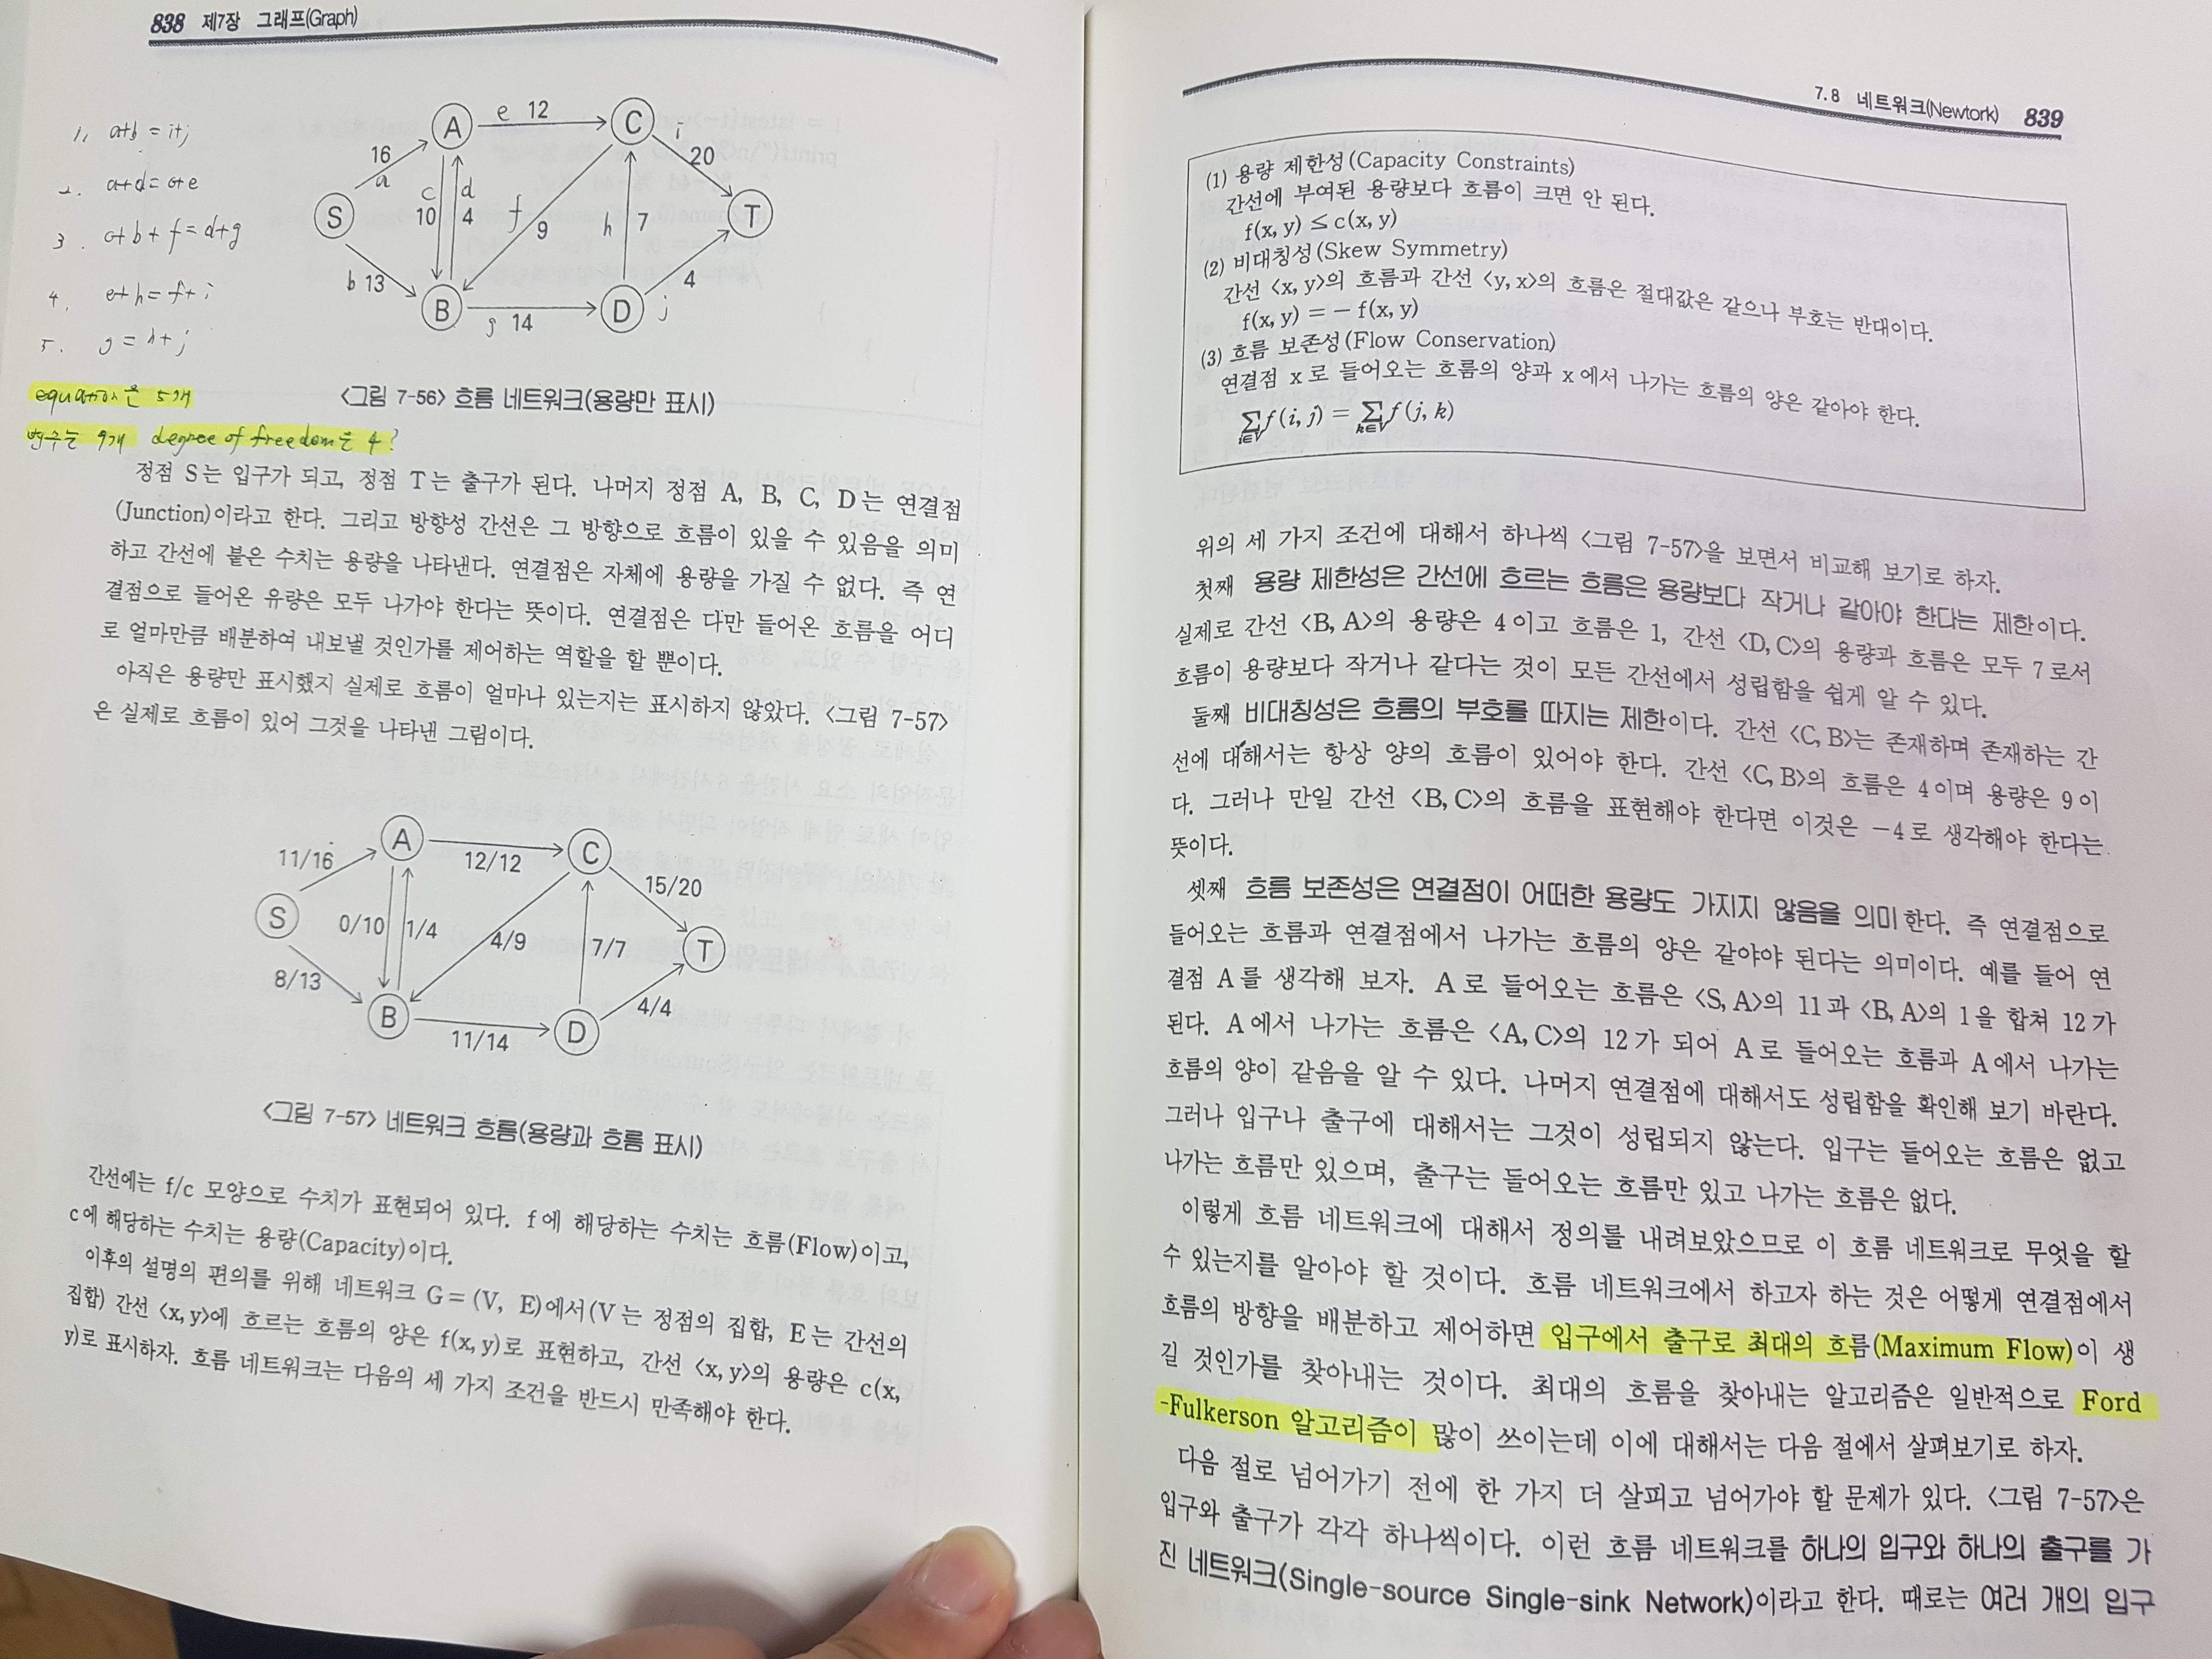 838 제7장 그래프(Graph)
1. a+b = i+j
2. a+d = c+e
3. c+b+f = d+g
4. e+h = f+i
5. g = h+j
A
e 12
C
i
16
a
20
S
c
d
f
h
7
T
10
4
9
b 13
4
B
g 14
D
j
equation은 5개
<그림 7-56> 흐름 네트워크(용량만 표시)
변수는 9개 degree of freedom은 4?
정점 S는 입구가 되고, 정점 T는 출구가 된다. 나머지 정점 A, B, C, D는 연결점
(Junction)이라고 한다. 그리고 방향성 간선은 그 방향으로 흐름이 있을 수 있음을 의미
하고 간선에 붙은 수치는 용량을 나타낸다. 연결점은 자체에 용량을 가질 수 없다. 즉 연
결점으로 들어온 유량은 모두 나가야 한다는 뜻이다. 연결점은 다만 들어온 흐름을 어디
로 얼마만큼 배분하여 내보낼 것인가를 제어하는 역할을 할 뿐이다.
아직은 용량만 표시했지 실제로 흐름이 얼마나 있는지는 표시하지 않았다. <그림 7-57>
은 실제로 흐름이 있어 그것을 나타낸 그림이다.
A
12/12
C
11/16
15/20
S
0/10
1/4
4/9
7/7
T
8/13
4/4
B
11/14
D
<그림 7-57> 네트워크 흐름(용량과 흐름 표시)
간선에는 f/c 모양으로 수치가 표현되어 있다. f에 해당하는 수치는 흐름(Flow)이고,
c에 해당하는 수치는 용량(Capacity)이다.
이후의 설명의 편의를 위해 네트워크 G=(V, E)에서(V는 정점의 집합, E는 간선의
집합) 간선 <x, y>에 흐르는 흐름의 양은 f(x, y)로 표현하고, 간선 <x, y>의 용량은 c(x,
y)로 표시하자. 흐름 네트워크는 다음의 세 가지 조건을 반드시 만족해야 한다.
7.8 네트워크(Newtork) 839
(1) 용량 제한성(Capacity Constraints)
간선에 부여된 용량보다 흐름이 크면 안 된다.
f(x, y) ≤ c(x, y)
(2) 비대칭성(Skew Symmetry)
간선 <x, y>의 흐름과 간선 <y, x>의 흐름은 절대값은 같으나 부호는 반대이다.
f(x, y) = - f(x, y)
(3) 흐름 보존성(Flow Conservation)
연결점 x로 들어오는 흐름의 양과 x에서 나가는 흐름의 양은 같아야 한다.
∑i∈V f(i, j) = ∑k∈V f(j, k)
위의 세 가지 조건에 대해서 하나씩 <그림 7-57>을 보면서 비교해 보기로 하자.
첫째 용량 제한성은 간선에 흐르는 흐름은 용량보다 작거나 같아야 한다는 제한이다.
실제로 간선 <B, A>의 용량은 4이고 흐름은 1, 간선 <D, C>의 용량과 흐름은 모두 7로서
흐름이 용량보다 작거나 같다는 것이 모든 간선에서 성립함을 쉽게 알 수 있다.
둘째 비대칭성은 흐름의 부호를 따지는 제한이다. 간선 <C, B>는 존재하며 존재하는 간
선에 대해서는 항상 양의 흐름이 있어야 한다. 간선 <C, B>의 흐름은 4이며 용량은 9이
다. 그러나 만일 간선 <B, C>의 흐름을 표현해야 한다면 이것은 -4로 생각해야 한다는
뜻이다.
셋째 흐름 보존성은 연결점이 어떠한 용량도 가지지 않음을 의미한다. 즉 연결점으로
들어오는 흐름과 연결점에서 나가는 흐름의 양은 같아야 된다는 의미이다. 예를 들어 연
결점 A를 생각해 보자. A로 들어오는 흐름은 <S, A>의 11과 <B, A>의 1을 합쳐 12가
된다. A에서 나가는 흐름은 <A, C>의 12가 되어 A로 들어오는 흐름과 A에서 나가는
흐름의 양이 같음을 알 수 있다. 나머지 연결점에 대해서도 성립함을 확인해 보기 바란다.
그러나 입구나 출구에 대해서는 그것이 성립되지 않는다. 입구는 들어오는 흐름은 없고
나가는 흐름만 있으며, 출구는 들어오는 흐름만 있고 나가는 흐름은 없다.
이렇게 흐름 네트워크에 대해서 정의를 내려보았으므로 이 흐름 네트워크로 무엇을 할
수 있는지를 알아야 할 것이다. 흐름 네트워크에서 하고자 하는 것은 어떻게 연결점에서
흐름의 방향을 배분하고 제어하면 입구에서 출구로 최대의 흐름(Maximum Flow)이 생
길 것인가를 찾아내는 것이다. 최대의 흐름을 찾아내는 알고리즘은 일반적으로 Ford
-Fulkerson 알고리즘이 많이 쓰이는데 이에 대해서는 다음 절에서 살펴보기로 하자.
다음 절로 넘어가기 전에 한 가지 더 살피고 넘어가야 할 문제가 있다. <그림 7-57>은
입구와 출구가 각각 하나씩이다. 이런 흐름 네트워크를 하나의 입구와 하나의 출구를 가
진 네트워크(Single-source Single-sink Network)이라고 한다. 때로는 여러 개의 입구